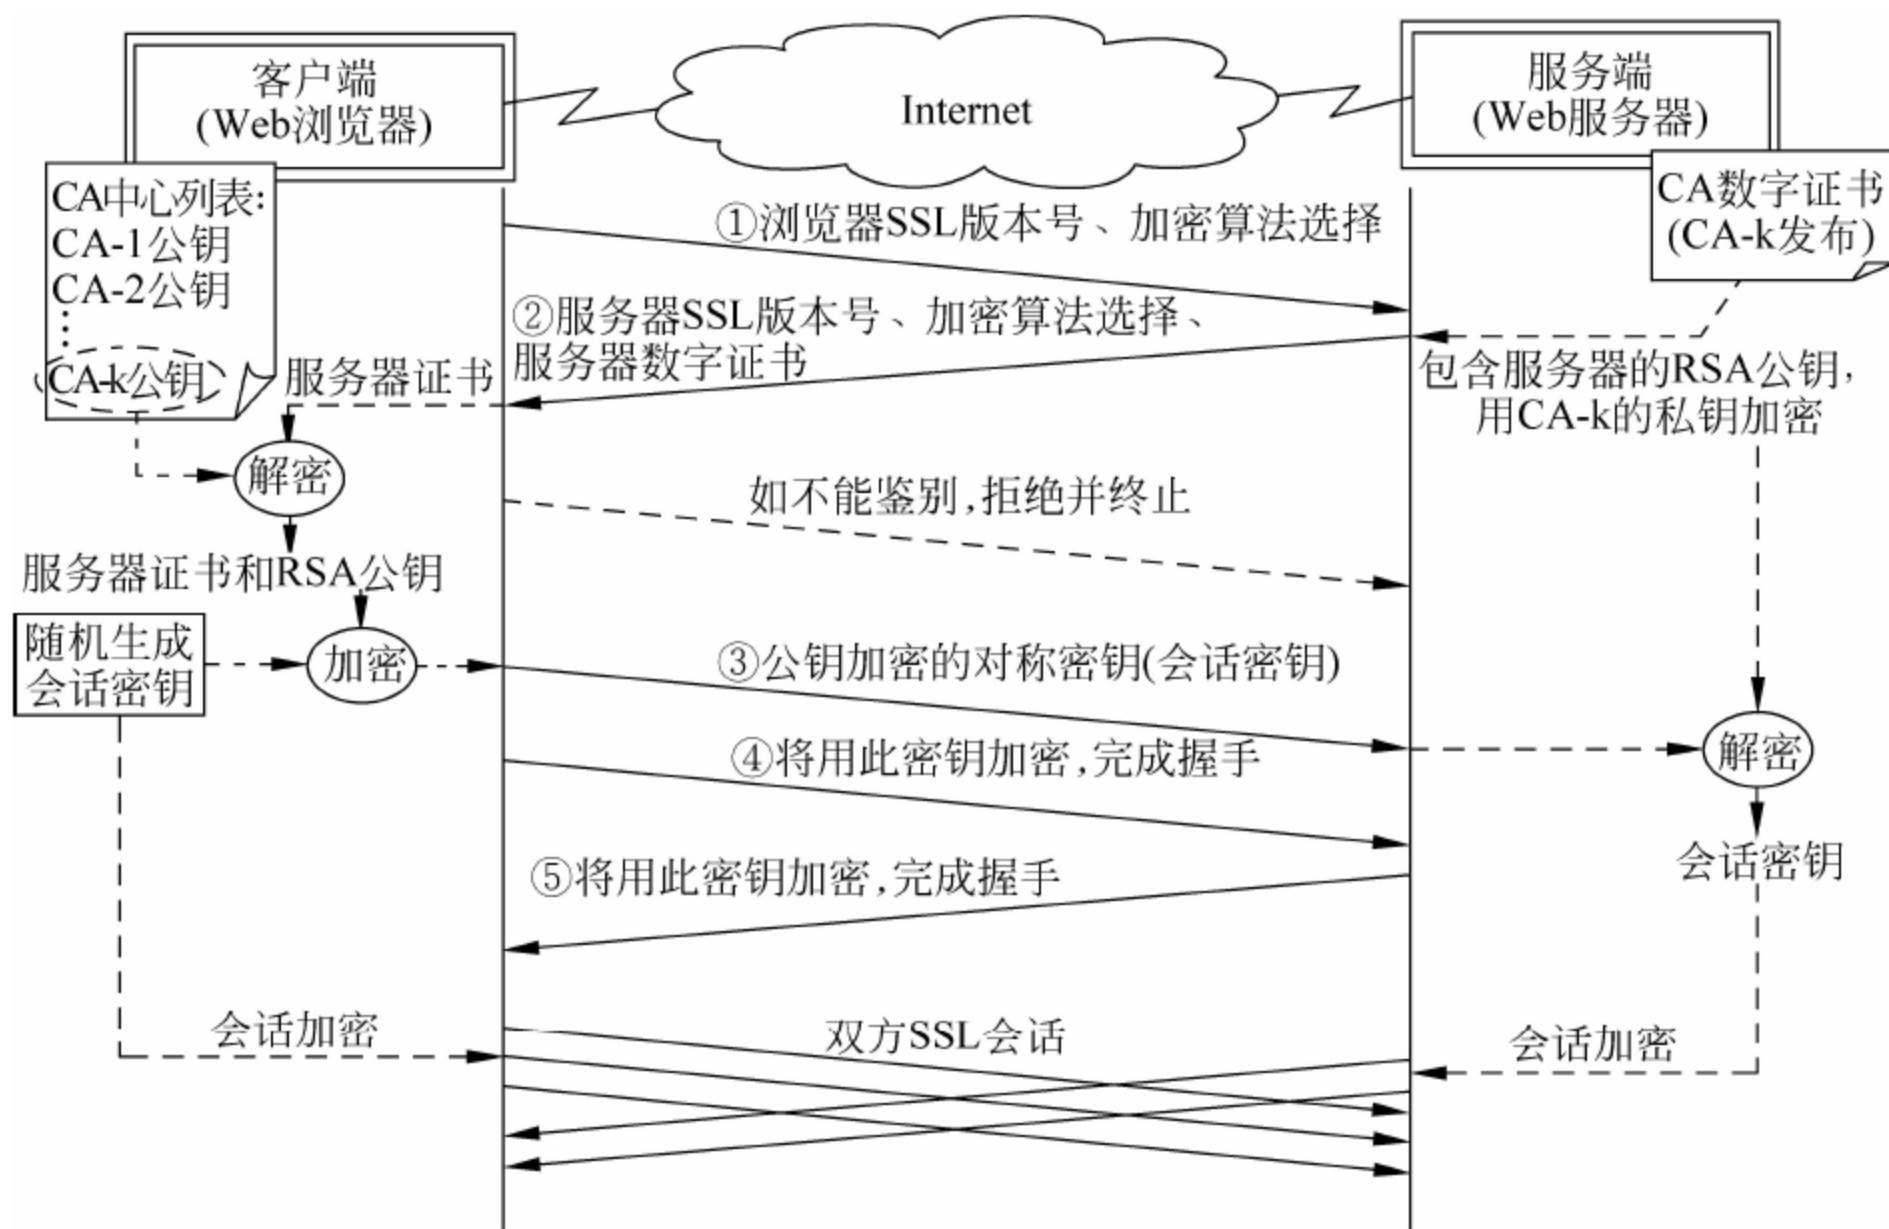 客户端
(Web浏览器)
Internet
服务端
(Web服务器)
CA中心列表:
CA-1公钥
CA-2公钥
⋮
CA-k公钥
CA数字证书
(CA-k发布)
①浏览器SSL版本号、加密算法选择
②服务器SSL版本号、加密算法选择、
服务器数字证书
服务器证书
包含服务器的RSA公钥,
用CA-k的私钥加密
解密
如不能鉴别,拒绝并终止
服务器证书和RSA公钥
随机生成
会话密钥
加密
③公钥加密的对称密钥(会话密钥)
解密
④将用此密钥加密,完成握手
会话密钥
⑤将用此密钥加密,完成握手
会话加密
双方SSL会话
会话加密